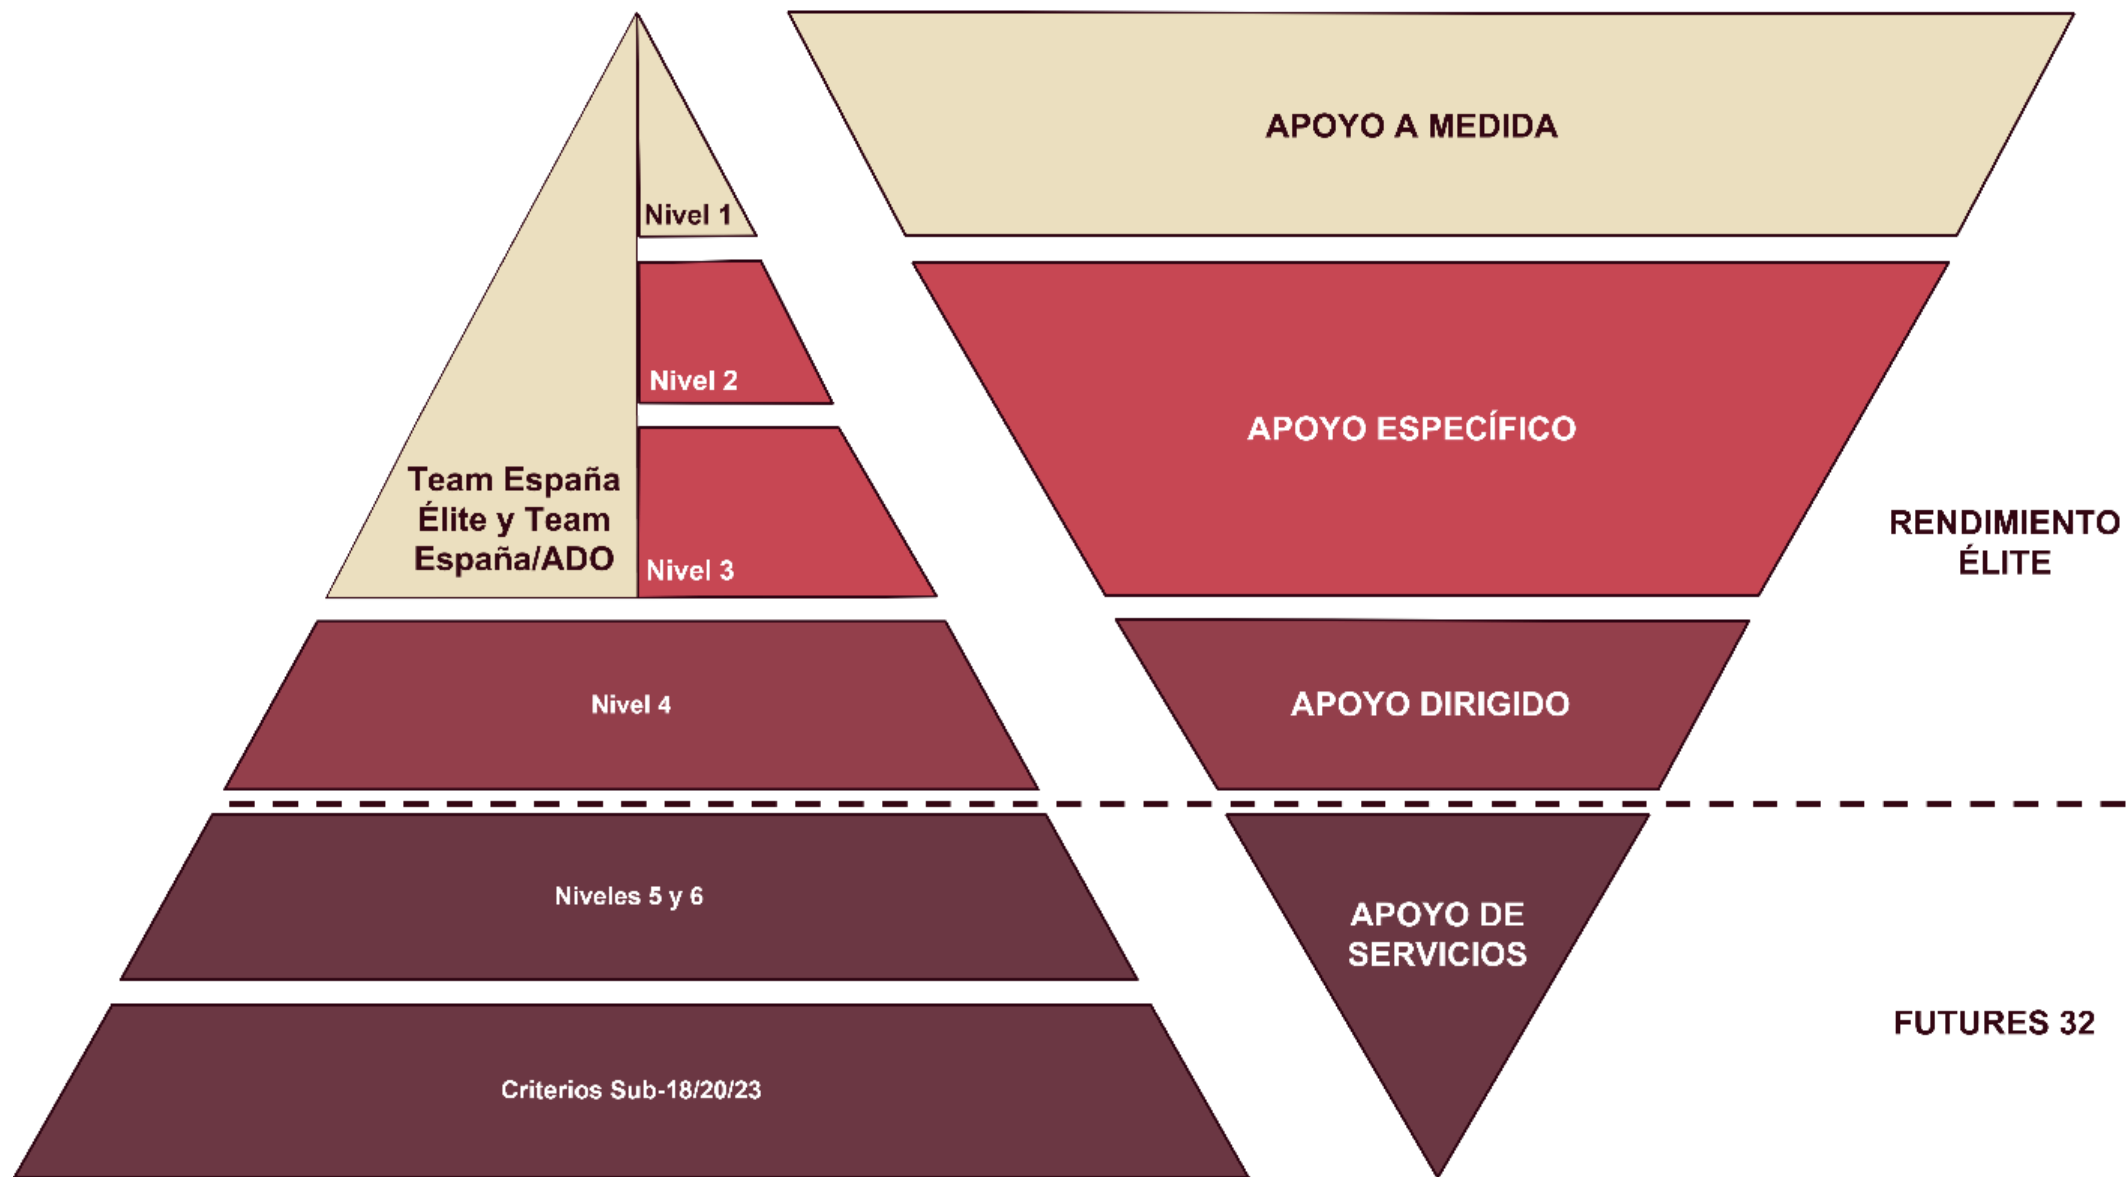 APOYO A MEDIDA
Nivel 1
Nivel 2
APOYO ESPECÍFICO
Team España
Élite y Team
España/ADO
Nivel 3
RENDIMIENTO
ÉLITE
Nivel 4
APOYO DIRIGIDO
Niveles 5 y 6
APOYO DE
SERVICIOS
FUTURES 32
Criterios Sub-18/20/23